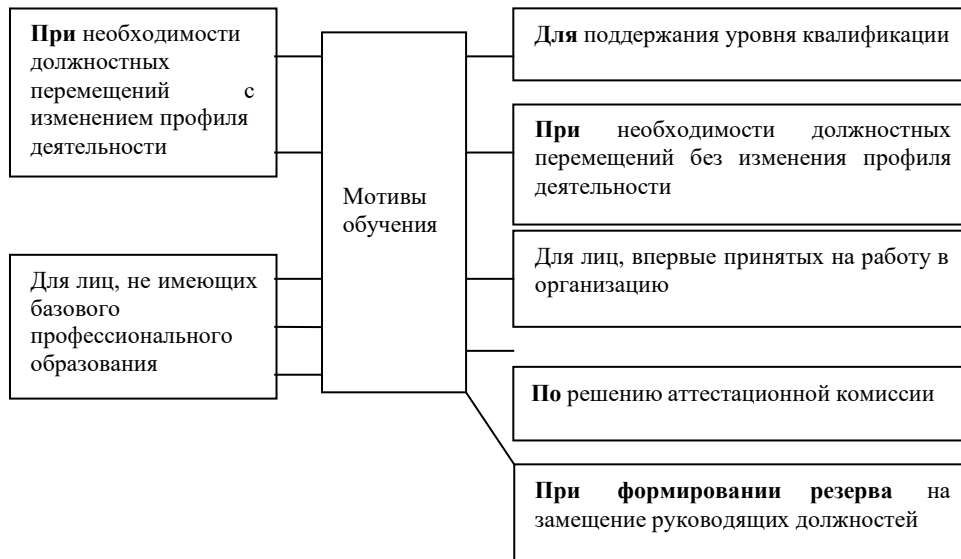 При необходимости
должностных
перемещений с
изменением профиля
деятельности
Для лиц, не имеющих
базового
профессионального
образования
Мотивы
обучения
Для поддержания уровня квалификации
При необходимости должностных
перемещений без изменения профиля
деятельности
Для лиц, впервые принятых на работу в
организацию
По решению аттестационной комиссии
При формировании резерва на
замещение руководящих должностей